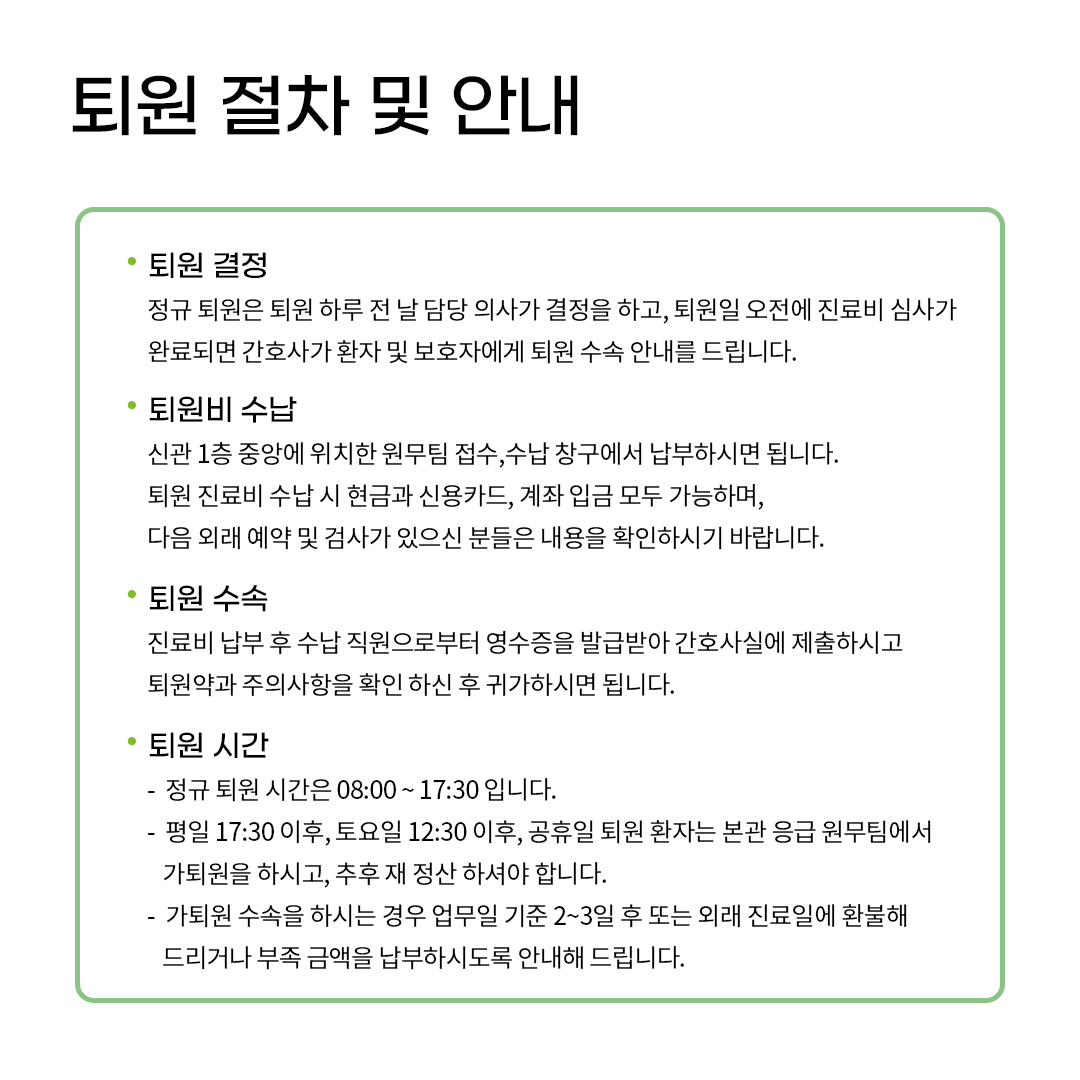 퇴원 절차 및 안내
• 퇴원 결정
정규 퇴원은 퇴원 하루 전 날 담당 의사가 결정을 하고, 퇴원일 오전에 진료비 심사가
완료되면 간호사가 환자 및 보호자에게 퇴원 수속 안내를 드립니다.
• 퇴원비 수납
신관 1층 중앙에 위치한 원무팀 접수,수납 창구에서 납부하시면 됩니다.
퇴원 진료비 수납 시 현금과 신용카드, 계좌 입금 모두 가능하며,
다음 외래 예약 및 검사가 있으신 분들은 내용을 확인하시기 바랍니다.
• 퇴원 수속
진료비 납부 후 수납 직원으로부터 영수증을 발급받아 간호사실에 제출하시고
퇴원약과 주의사항을 확인 하신 후 귀가하시면 됩니다.
• 퇴원 시간
- 정규 퇴원 시간은 08:00 ~ 17:30 입니다.
- 평일 17:30 이후, 토요일 12:30 이후, 공휴일 퇴원 환자는 본관 응급 원무팀에서
가퇴원을 하시고, 추후 재 정산 하셔야 합니다.
- 가퇴원 수속을 하시는 경우 업무일 기준 2~3일 후 또는 외래 진료일에 환불해
드리거나 부족 금액을 납부하시도록 안내해 드립니다.